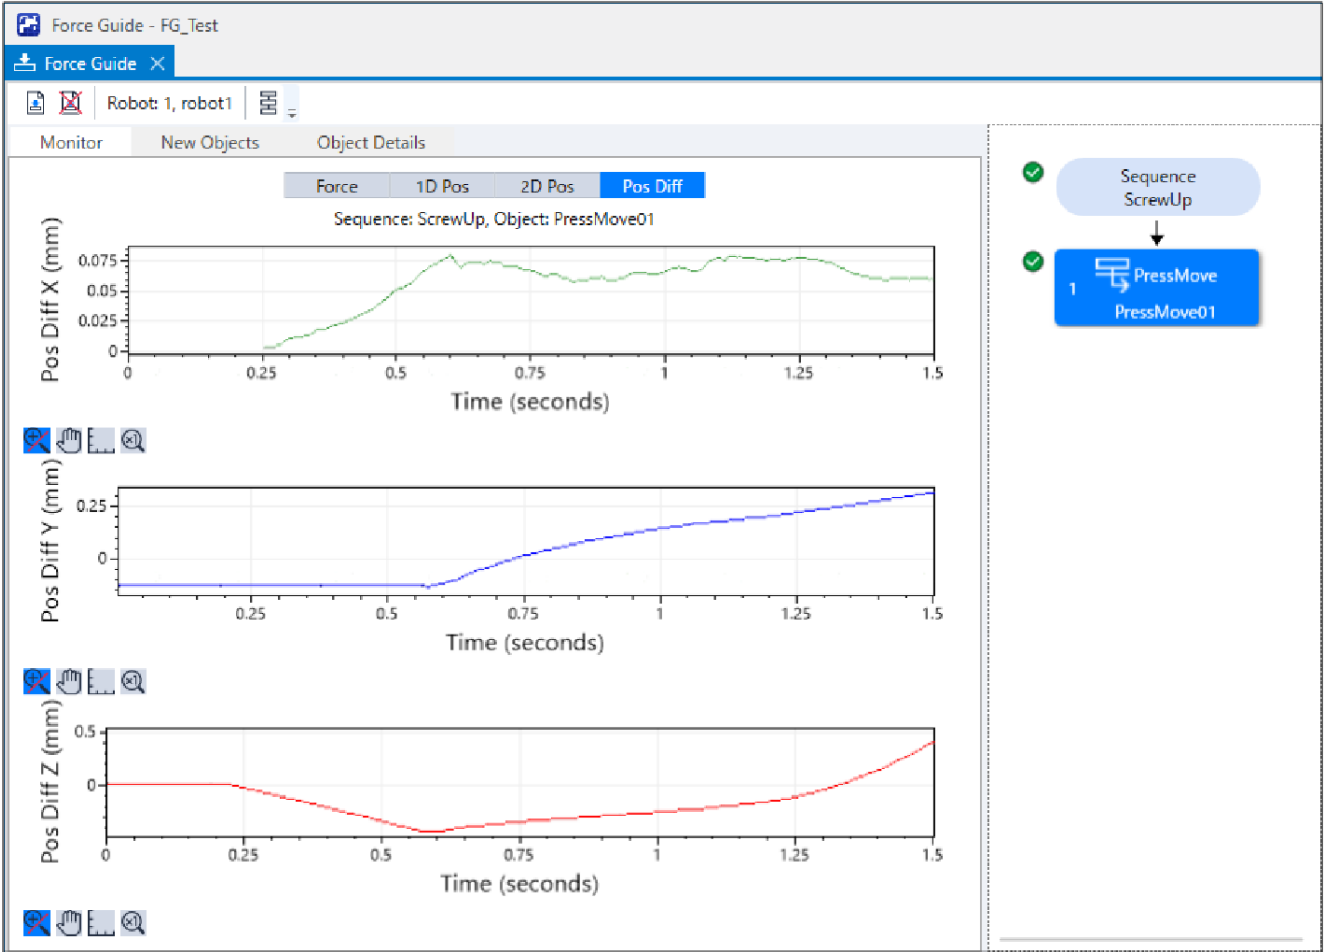 Force Guide - FG_Test
Force Guide
Robot: 1, robot1
Monitor New Objects Object Details
Force 1D Pos 2D Pos Pos Diff
Sequence: ScrewUp, Object: PressMove01
Pos Diff X (mm)
0.075
0.05
0.025
0
0 0.25 0.5 0.75 1 1.25 1.5
Time (seconds)
x1
Pos Diff Y (mm)
0.25
0
0.25 0.5 0.75 1 1.25 1.5
Time (seconds)
x1
Pos Diff Z (mm)
0.5
0
0 0.25 0.5 0.75 1 1.25 1.5
Time (seconds)
x1
Sequence
ScrewUp
1 PressMove
PressMove01